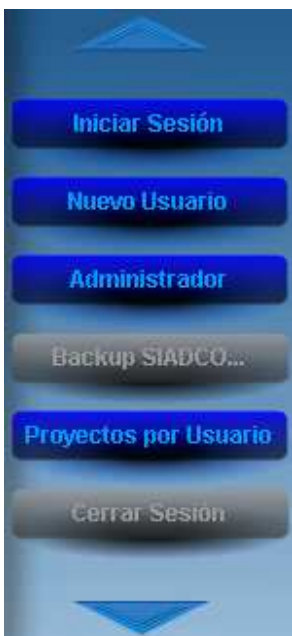 Iniciar Sesión
Nuevo Usuario
Administrador
Backup SIADCO...
Proyectos por Usuario
Cerrar Sesión